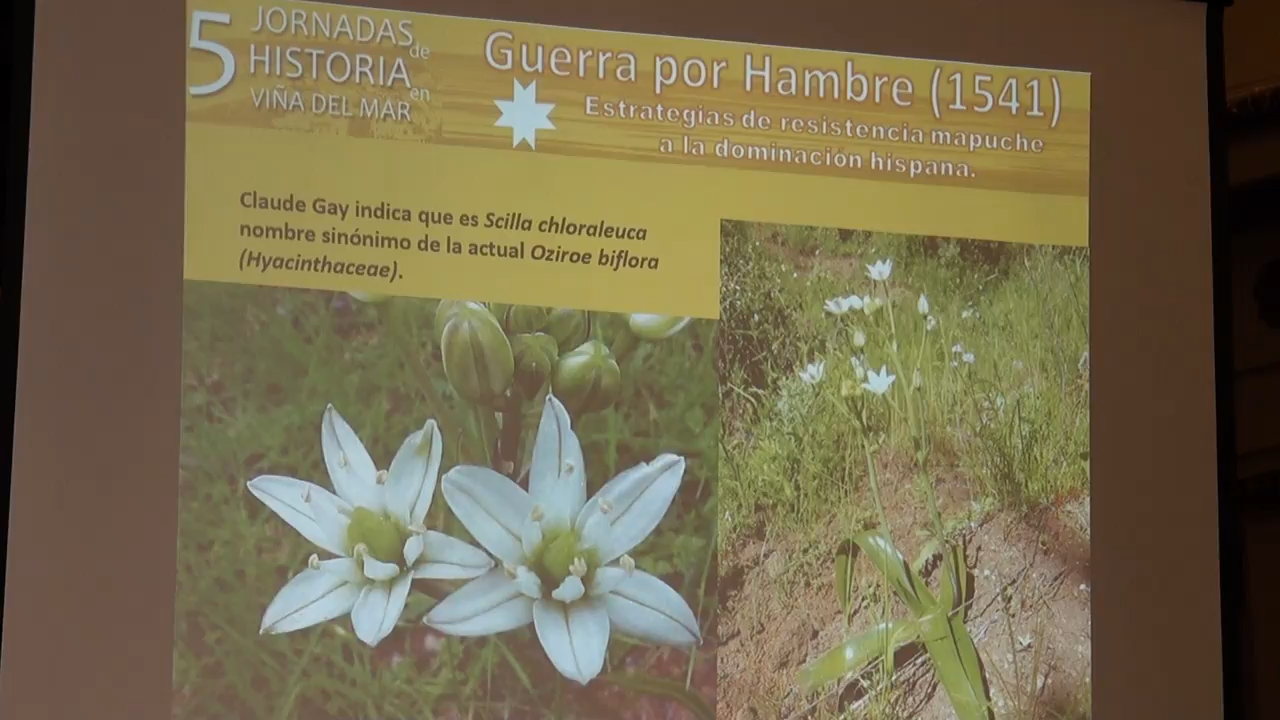 5 JORNADAS de
HISTORIA en
VIÑA DEL MAR
Guerra por Hambre (1541)
Estrategias de resistencia mapuche
a la dominación hispana.
Claude Gay indica que es Scilla chloraleuca
nombre sinónimo de la actual Oziroe biflora
(Hyacinthaceae).